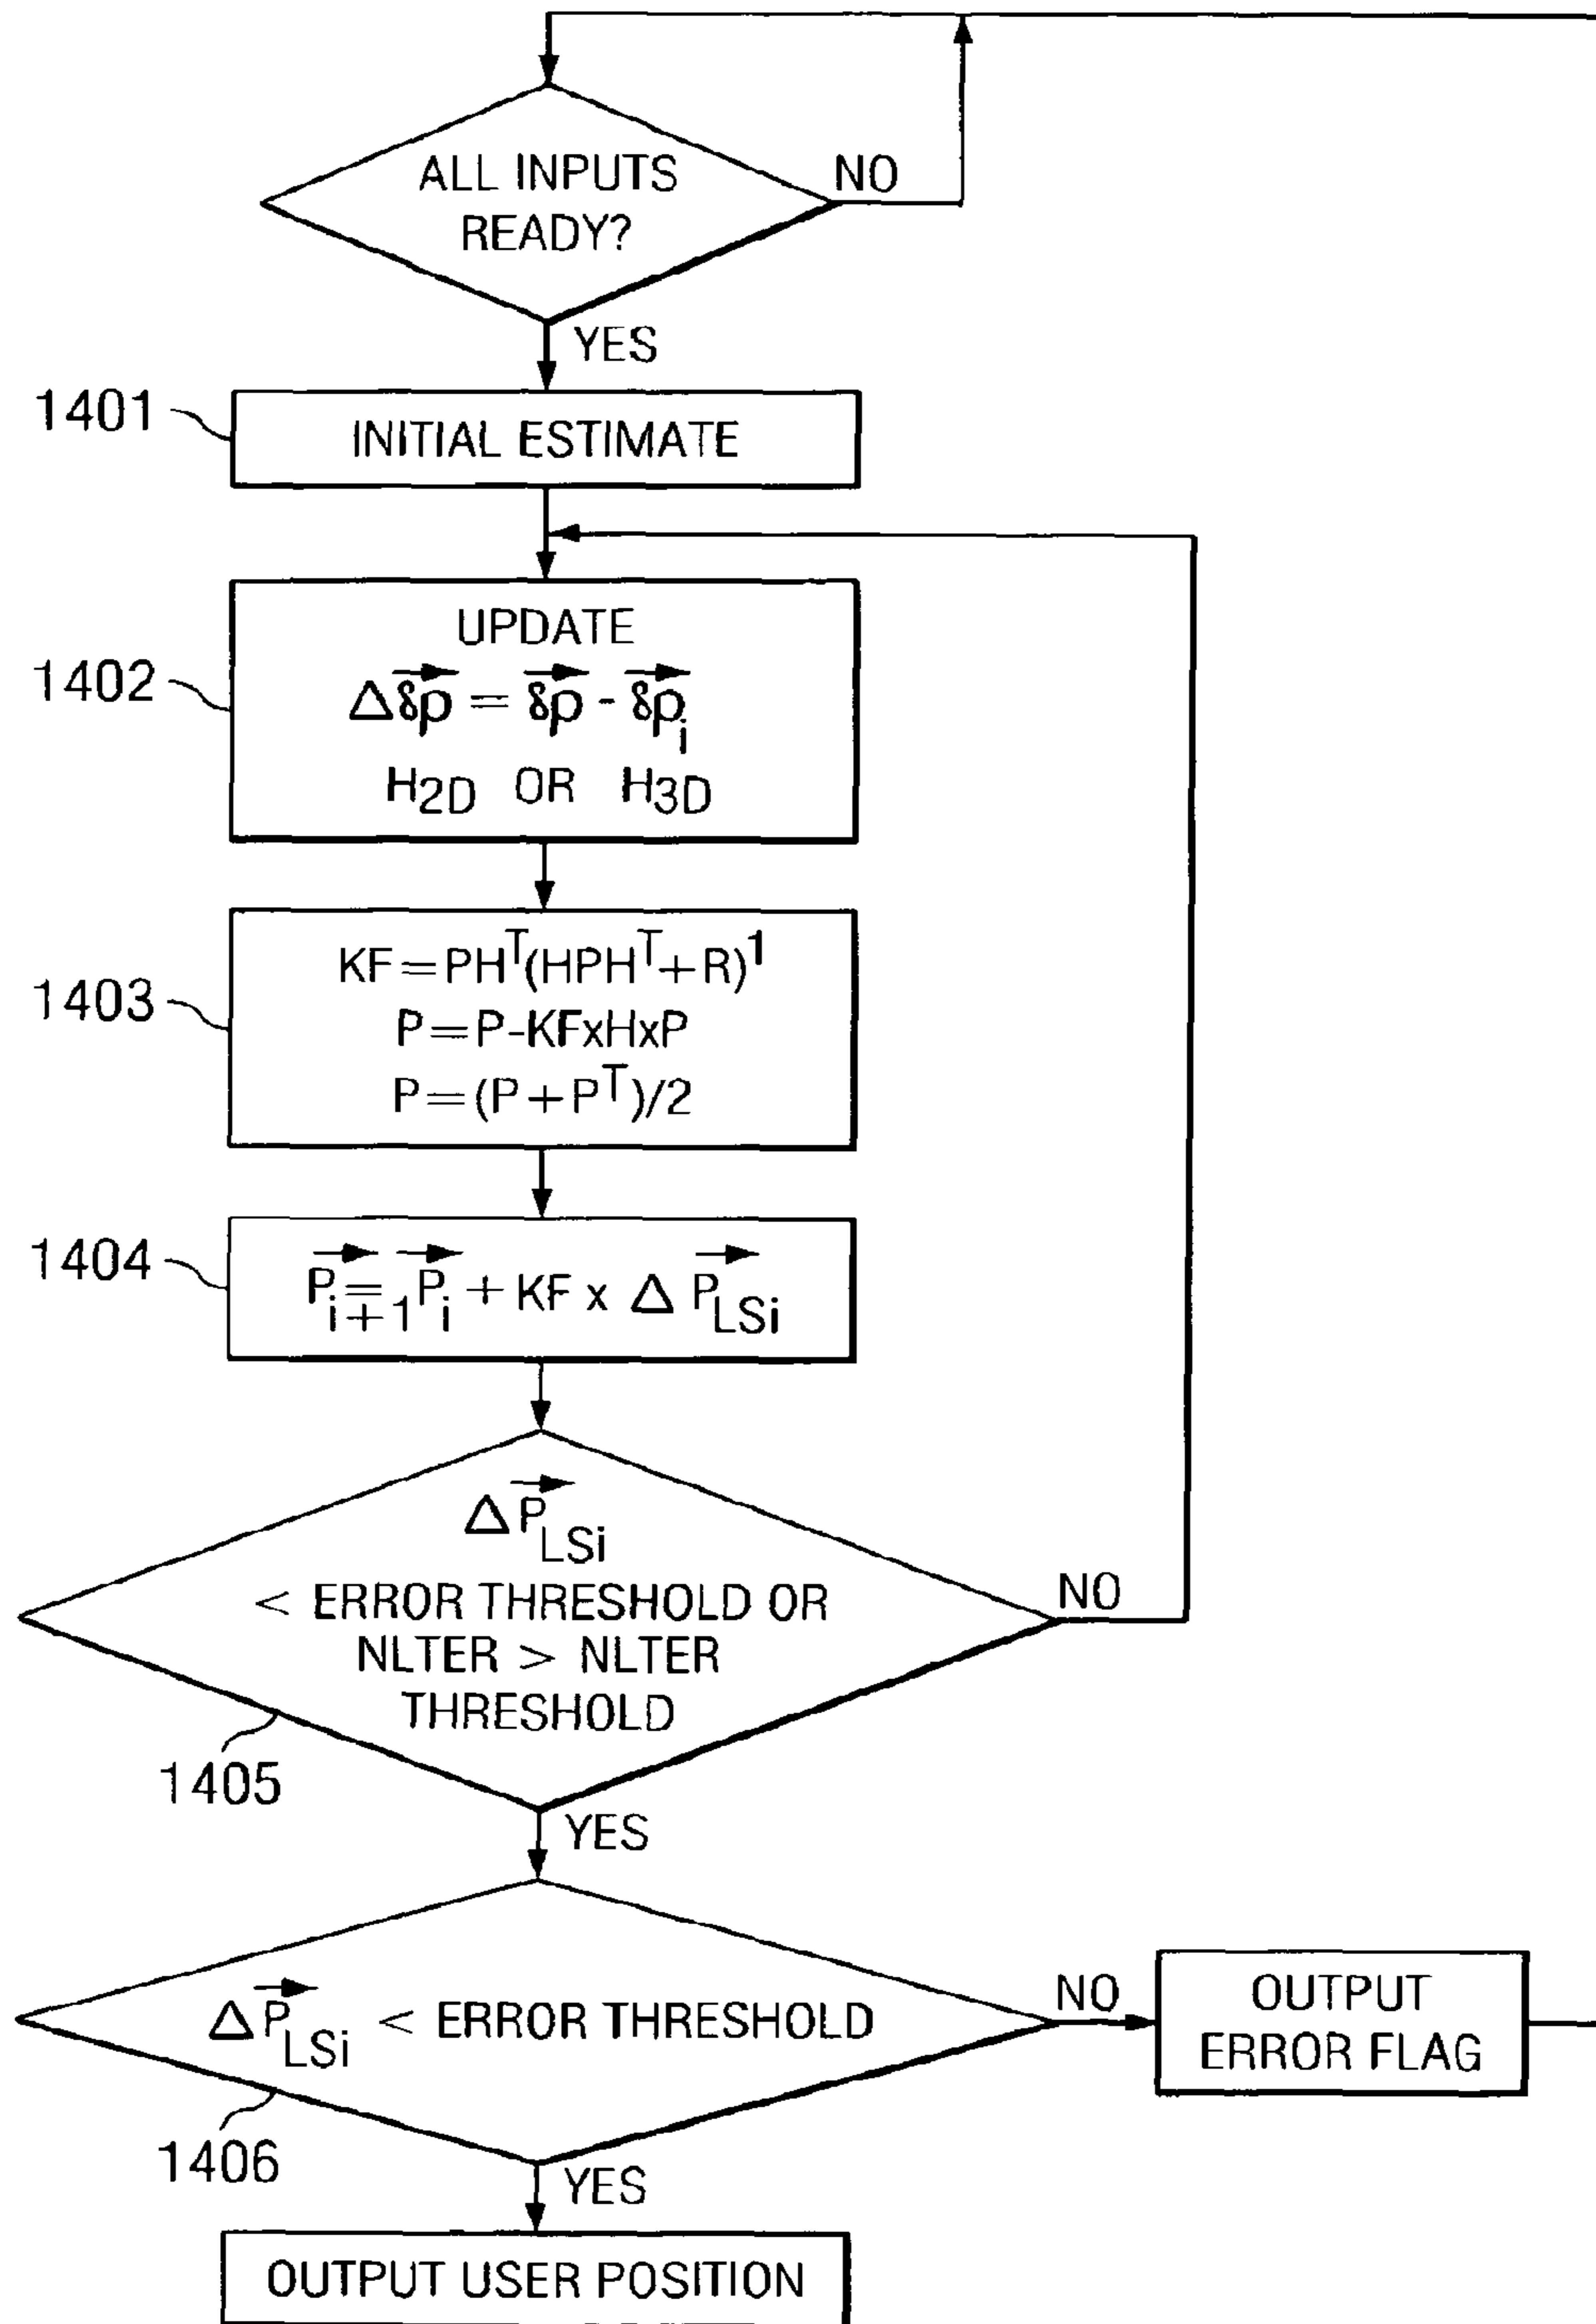 ALL INPUTS
READY?
NO
YES
1401
INITIAL ESTIMATE
1402
UPDATE
Δδp = δp - δp_i
H2D OR H3D
1403
KF=PH^T(HPH^T+R)^1
P=P-KFxHxP
P=(P+P^T)/2
1404
P_i+1=P_i + KF x Δ P_LSi
ΔP_LSi
< ERROR THRESHOLD OR
NLTER > NLTER
THRESHOLD
NO
1405
YES
ΔP_LSi < ERROR THRESHOLD
NO
OUTPUT
ERROR FLAG
1406
YES
OUTPUT USER POSITION